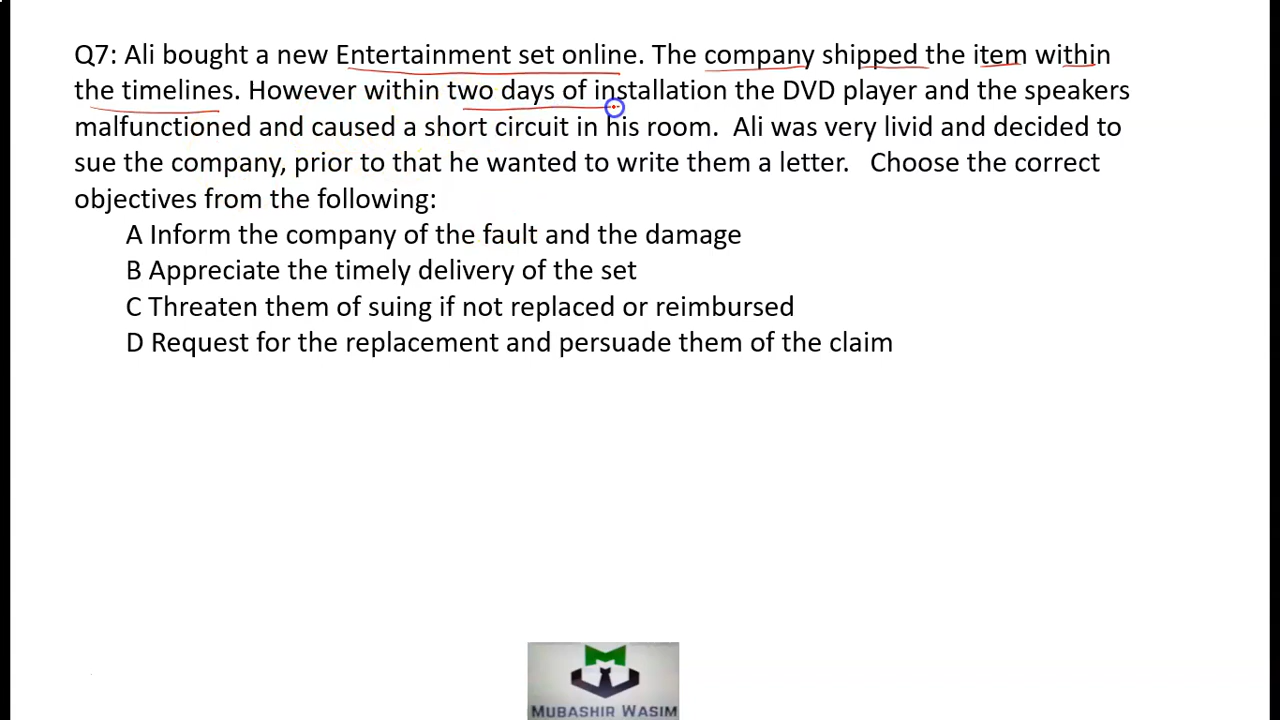 Q7: Ali bought a new Entertainment set online. The company shipped the item within
the timelines. However within two days of installation the DVD player and the speakers
malfunctioned and caused a short circuit in his room. Ali was very livid and decided to
sue the company, prior to that he wanted to write them a letter. Choose the correct
objectives from the following:
A Inform the company of the fault and the damage
B Appreciate the timely delivery of the set
C Threaten them of suing if not replaced or reimbursed
D Request for the replacement and persuade them of the claim
MUBASHIR WASIM